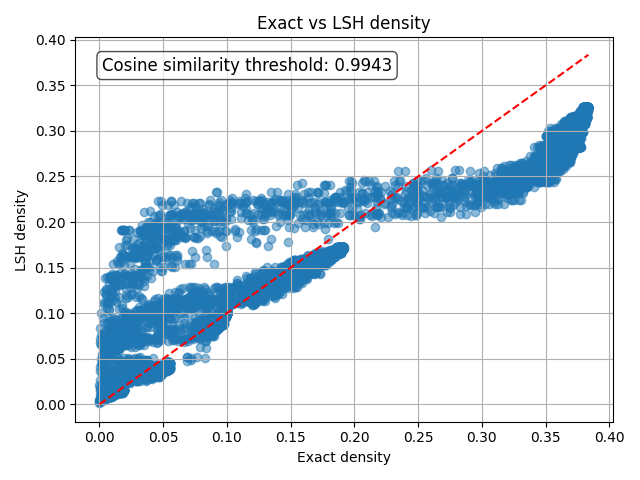 Exact vs LSH density
Cosine similarity threshold: 0.9943
LSH density
0.40
0.35
0.30
0.25
0.20
0.15
0.10
0.05
0.00
0.00 0.05 0.10 0.15 0.20 0.25 0.30 0.35 0.40
Exact density